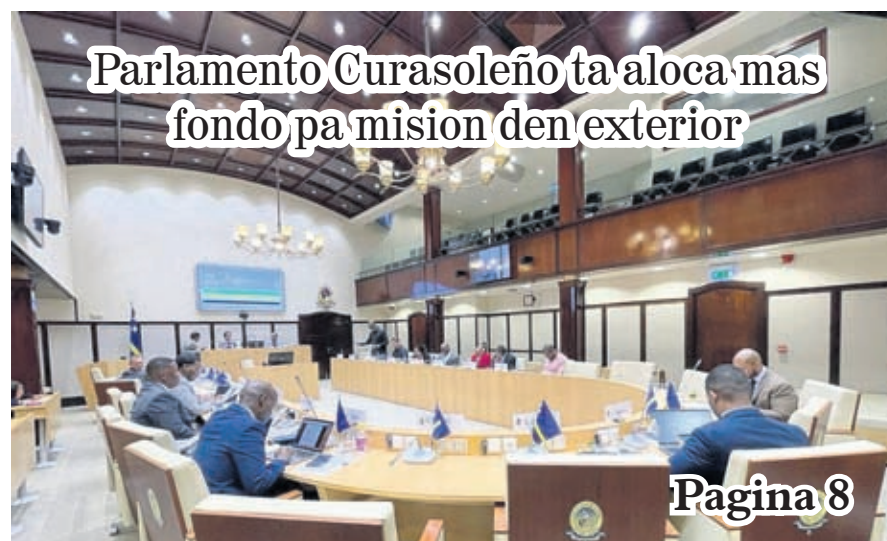 Parlamento Curasoleño ta aloca mas
fondo pa mision den exterior
Pagina 8